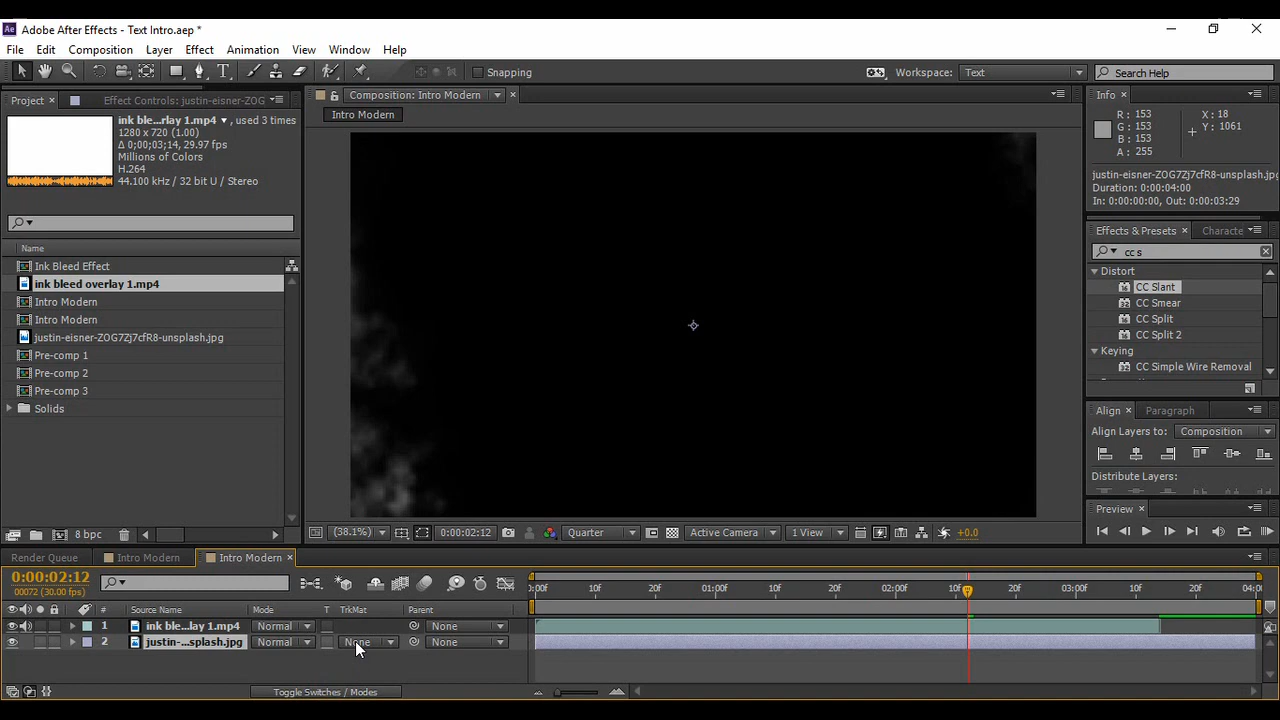 Adobe After Effects - Text Intro.aep *
File Edit Composition Layer Effect Animation View Window Help
Snapping
Workspace: Text
Search Help
Project
Effect Controls: justin-eisner-ZOG
Composition: Intro Modern
Info
Intro Modern
ink ble...rlay 1.mp4 , used 3 times
1280 x 720 (1.00)
Δ 0;00;03;14, 29.97 fps
Millions of Colors
H.264
44.100 kHz / 32 bit U / Stereo
R: 153
G: 153
B: 153
A: 255
X: 18
Y: 1061
justin-eisner-ZOG7Zj7cfR8-unsplash.jpg
Duration: 0:00:04:00
In: 0:00:00:00, Out: 0:00:03:29
Name
Ink Bleed Effect
ink bleed overlay 1.mp4
Intro Modern
Intro Modern
justin-eisner-ZOG7Zj7cfR8-unsplash.jpg
Pre-comp 1
Pre-comp 2
Pre-comp 3
Solids
Effects & Presets
Characte
cc s
Distort
CC Slant
CC Smear
CC Split
CC Split 2
Keying
CC Simple Wire Removal
Align
Paragraph
Align Layers to: Composition
Distribute Layers:
Preview
8 bpc
(38.1%)
0:00:02:12
Quarter
Active Camera
1 View
+0.0
Render Queue
Intro Modern
Intro Modern
0:00:02:12
00072 (30.00 fps)
:00f 10f 20f 01:00f 10f 20f 02:00f 10f 20f 03:00f 10f 20f 04:00
# Source Name Mode T TrkMat Parent
1 ink ble...lay 1.mp4 Normal None
2 justin-...splash.jpg Normal None None
Toggle Switches / Modes